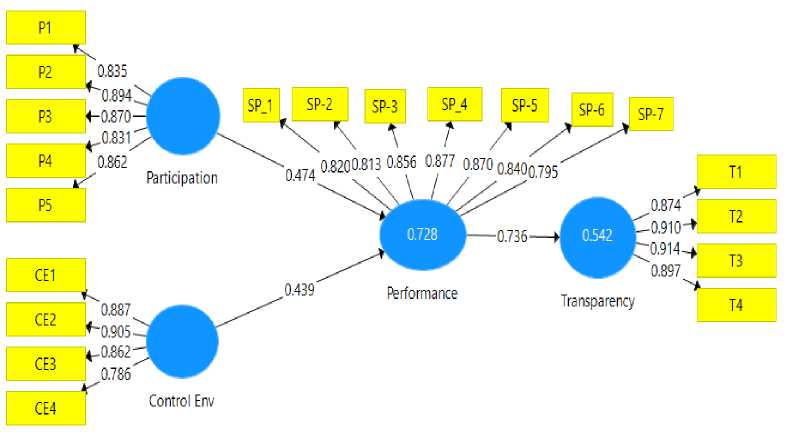 P1
P2
P3
P4
P5
0.835
0.894
0.870
0.831
0.862
Participation
SP_1
SP-2
SP-3
SP_4
SP-5
SP-6
SP-7
0.820
0.813
0.856
0.877
0.870
0.840
0.795
0.474
0.439
0.728
Performance
0.736
0.542
Transparency
0.874
0.910
0.914
0.897
T1
T2
T3
T4
CE1
CE2
CE3
CE4
0.887
0.905
0.862
0.786
Control Env